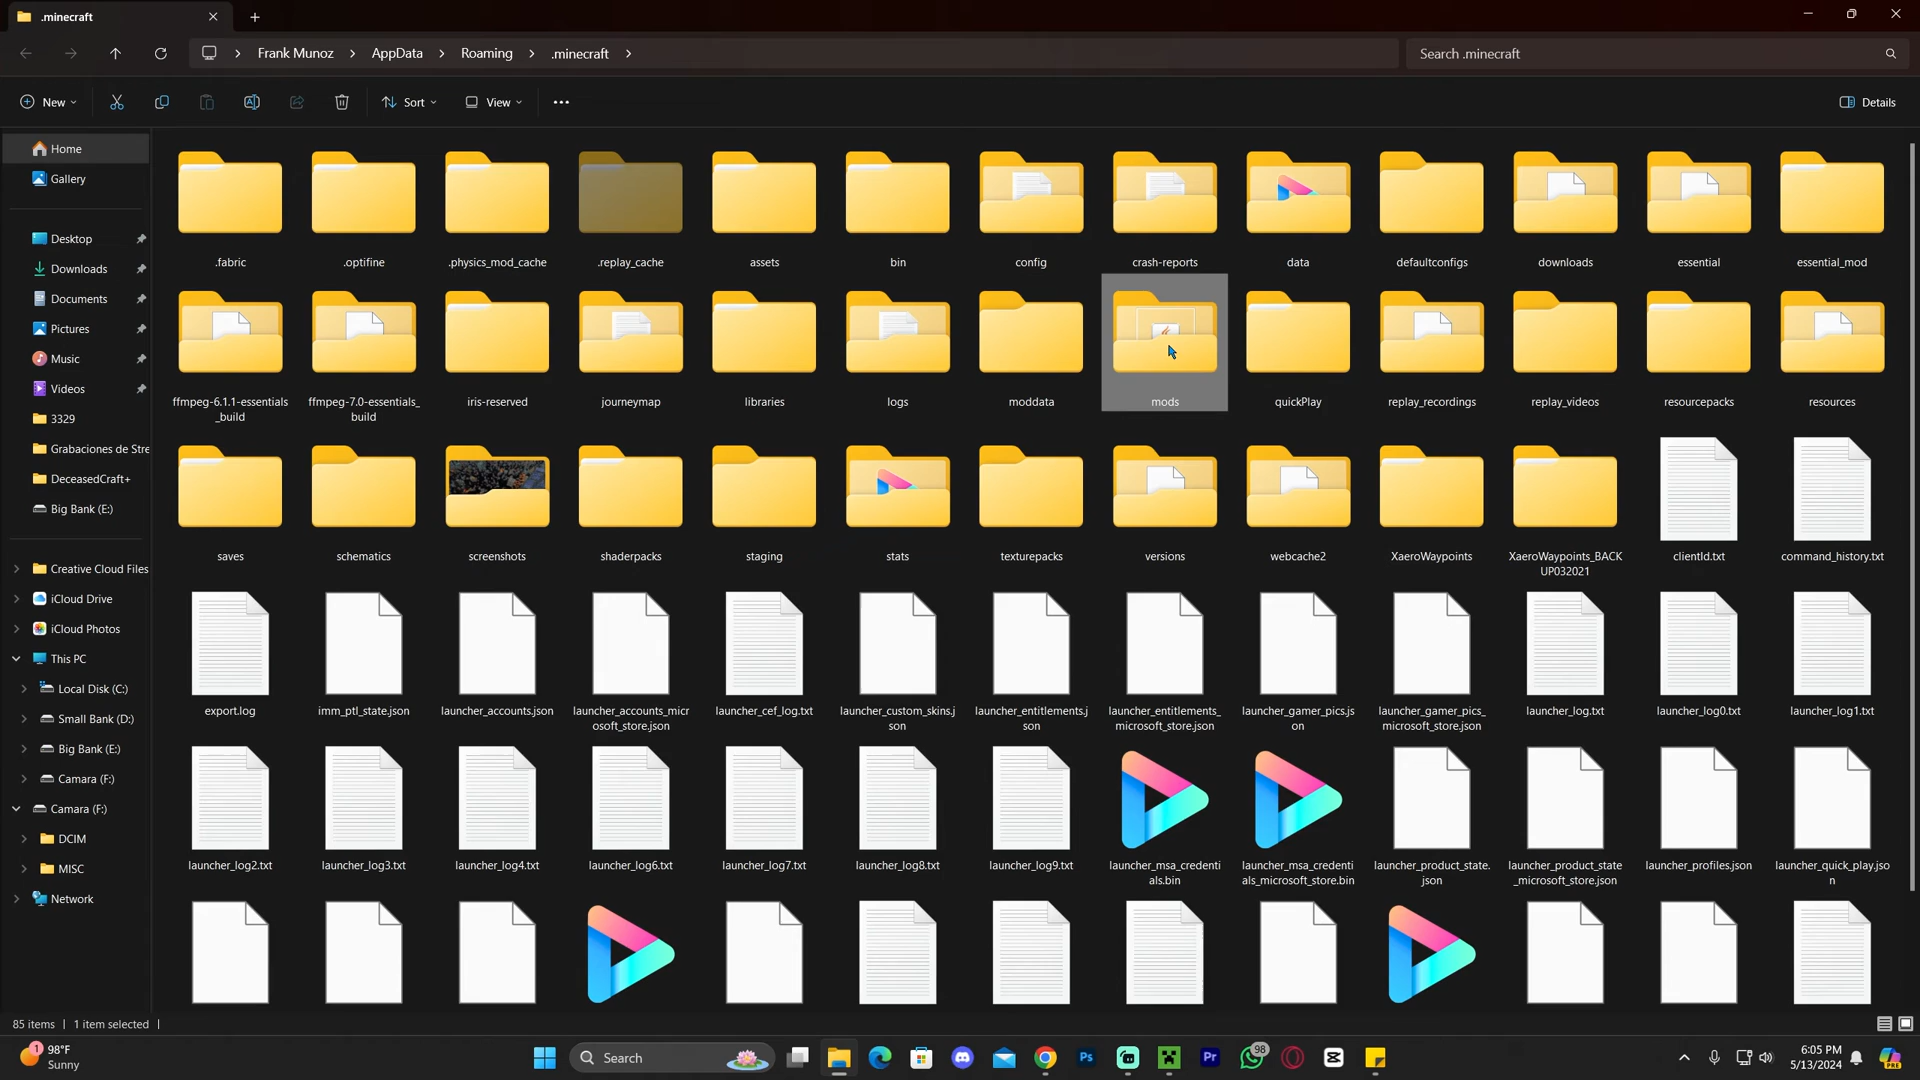 .minecraft
Frank Munoz
AppData
Roaming
.minecraft
Search .minecraft
New
Sort
View
Details
Home
Gallery
Desktop
Downloads
Documents
Pictures
Music
Videos
3329
Grabaciones de Stre
DeceasedCraft+
Big Bank (E:)
Creative Cloud Files
iCloud Drive
iCloud Photos
This PC
Local Disk (C:)
Small Bank (D:)
Big Bank (E:)
Camara (F:)
Camara (F:)
DCIM
MISC
Network
.fabric
.optifine
.physics_mod_cache
.replay_cache
assets
bin
config
crash-reports
data
defaultconfigs
downloads
essential
essential_mod
ffmpeg-6.1.1-essentials
_build
ffmpeg-7.0-essentials_
build
iris-reserved
journeymap
libraries
logs
moddata
mods
quickPlay
replay_recordings
replay_videos
resourcepacks
resources
saves
schematics
screenshots
shaderpacks
staging
stats
texturepacks
versions
webcache2
XaeroWaypoints
XaeroWaypoints_BACK
UP032021
clientId.txt
command_history.txt
export.log
imm_ptl_state.json
launcher_accounts.json
launcher_accounts_micr
osoft_store.json
launcher_cef_log.txt
launcher_custom_skins.j
son
launcher_entitlements.j
son
launcher_entitlements_
microsoft_store.json
launcher_gamer_pics.js
on
launcher_gamer_pics_
microsoft_store.json
launcher_log.txt
launcher_log0.txt
launcher_log1.txt
launcher_log2.txt
launcher_log3.txt
launcher_log4.txt
launcher_log6.txt
launcher_log7.txt
launcher_log8.txt
launcher_log9.txt
launcher_msa_credenti
als.bin
launcher_msa_credenti
als_microsoft_store.bin
launcher_product_state.
json
launcher_product_state
_microsoft_store.json
launcher_profiles.json
launcher_quick_play.jso
n
85 items
1 item selected
1
98°F
Sunny
Search
Ps
Pr
98
6:05 PM
5/13/2024
PRE